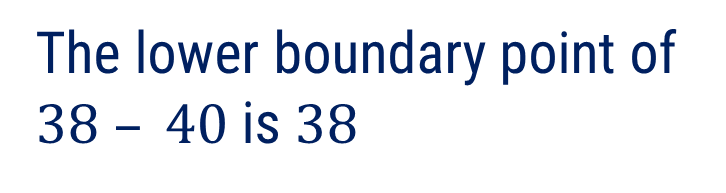 The lower boundary point of
38 – 40 is 38